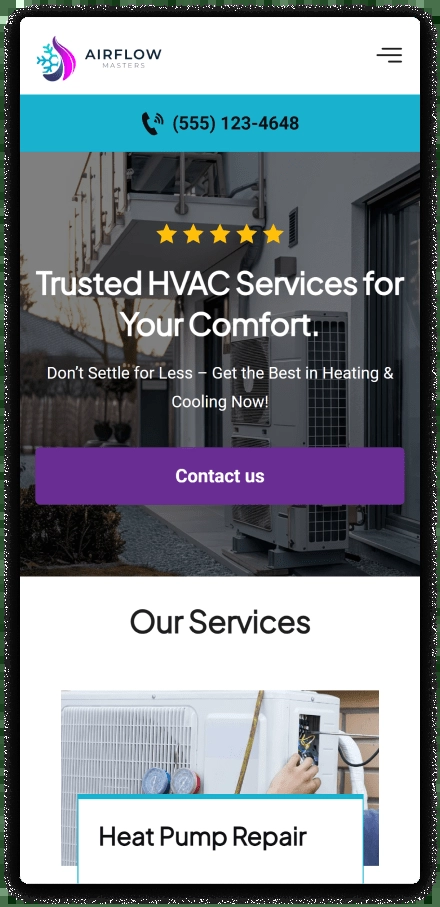 AIRFLOW
MASTERS
(555) 123-4648
Trusted HVAC Services for
Your Comfort.
Don’t Settle for Less – Get the Best in Heating &
Cooling Now!
Contact us
Our Services
Heat Pump Repair